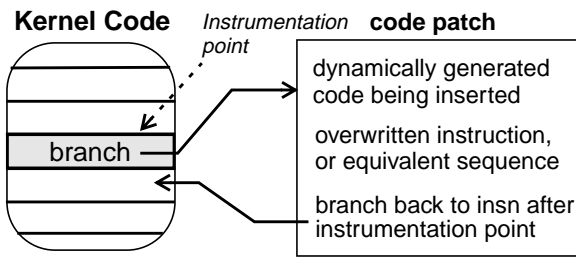 Kernel Code
Instrumentation
point
code patch
branch
dynamically generated
code being inserted
overwritten instruction,
or equivalent sequence
branch back to insn after
instrumentation point